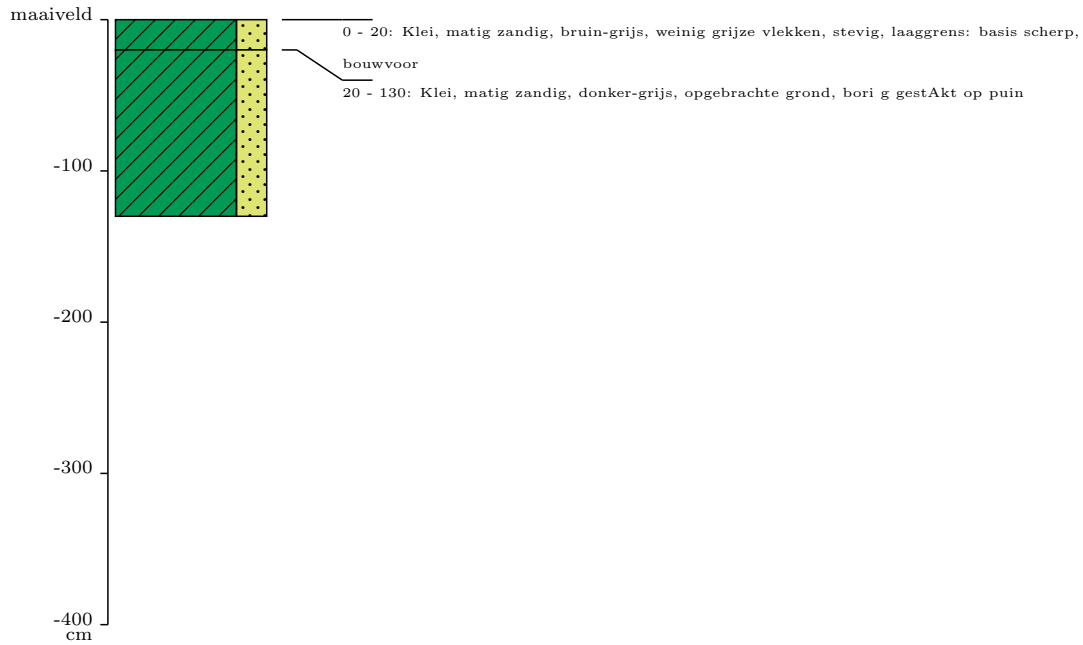 maaiveld
0 - 20: Klei, matig zandig, bruin-grijs, weinig grijze vlekken, stevig, laaggrens: basis scherp,
bouwvoor
20 - 130: Klei, matig zandig, donker-grijs, opgebrachte grond, bori g gestAkt op puin
-100
-200
-300
-400
cm